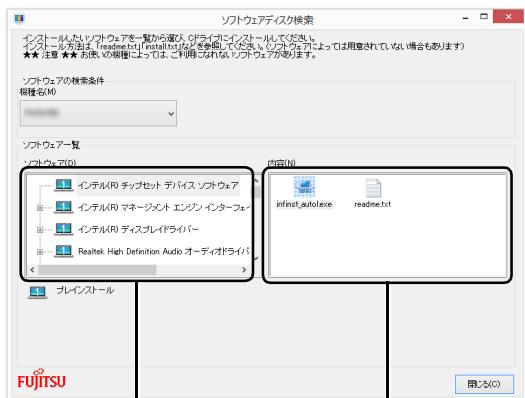 ソフトウェアディスク検索
インストールしたいソフトウェアを一覧から選び、Cドライブにインストールしてください。
インストール方法は、「readme.txt」「install.txt」などを参照してください。(ソフトウェアによっては用意されていない場合もあります)
★★ 注意 ★★ お使いの機種によっては、ご利用になれないソフトウェアがあります。
ソフトウェアの検索条件
機種名(M)
ソフトウェア一覧
ソフトウェア(D)
内容(N)
インテル(R) チップセット デバイス ソフトウェア
インテル(R) マネージメント エンジン インターフェイ
インテル(R) ディスプレイドライバー
Realtek High Definition Audio オーディオドライバ
infinst_autol.exe
readme.txt
プレインストール
FUJITSU
閉じる(C)